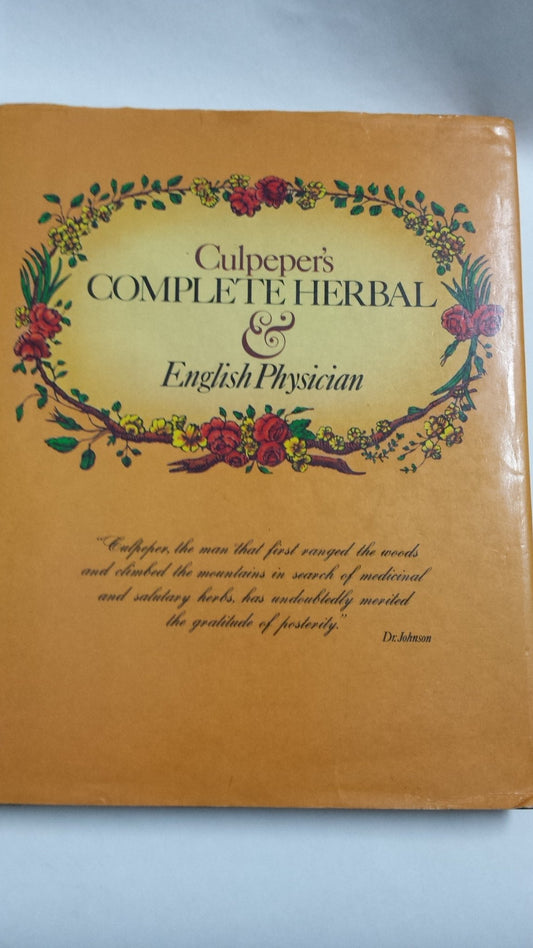 Culpeper's
COMPLETE HERBAL
&
English Physician
"Culpeper, the man that first ranged the woods
and climbed the mountains in search of medicinal
and salutary herbs, has undoubtedly merited
the gratitude of posterity."
Dr. Johnson